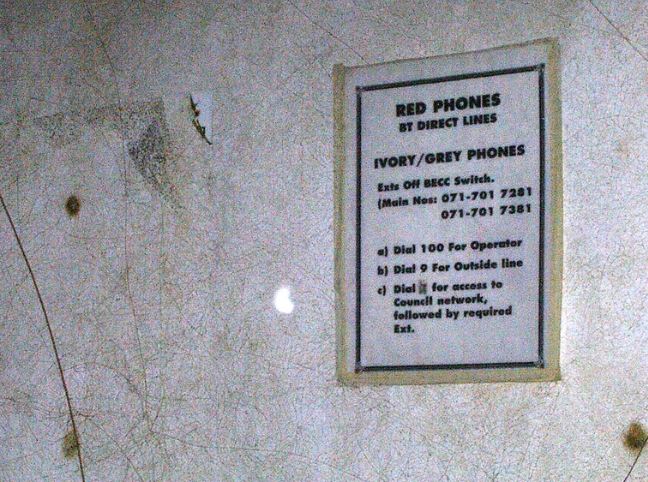 RED PHONES
BT DIRECT LINES
IVORY/GREY PHONES
Exts Off BECC Switch.
(Main Nos: 071-701 7281
071-701 7381
a) Dial 100 For Operator
b) Dial 9 For Outside line
c) Dial for access to
Council network,
followed by required
Ext.